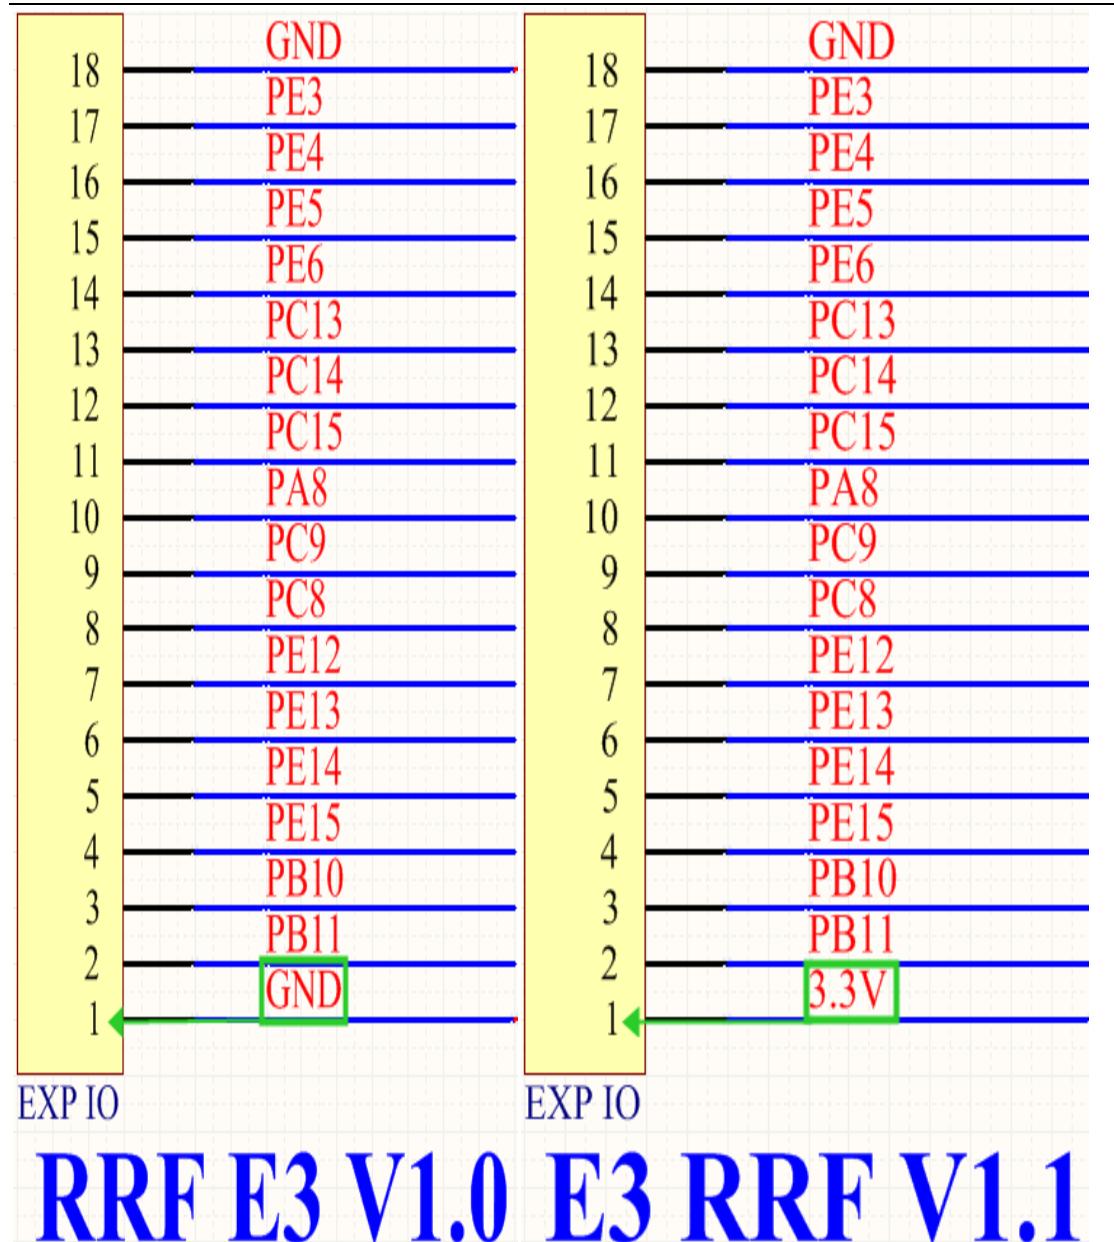 GND
18
PE3
17
PE4
16
PE5
15
PE6
14
PC13
13
PC14
12
PC15
11
PA8
10
PC9
9
PC8
8
PE12
7
PE13
6
PE14
5
PE15
4
PB10
3
PB11
2
GND
1
EXP IO
RRF E3 V1.0
GND
18
PE3
17
PE4
16
PE5
15
PE6
14
PC13
13
PC14
12
PC15
11
PA8
10
PC9
9
PC8
8
PE12
7
PE13
6
PE14
5
PE15
4
PB10
3
PB11
2
3.3V
1
EXP IO
E3 RRF V1.1